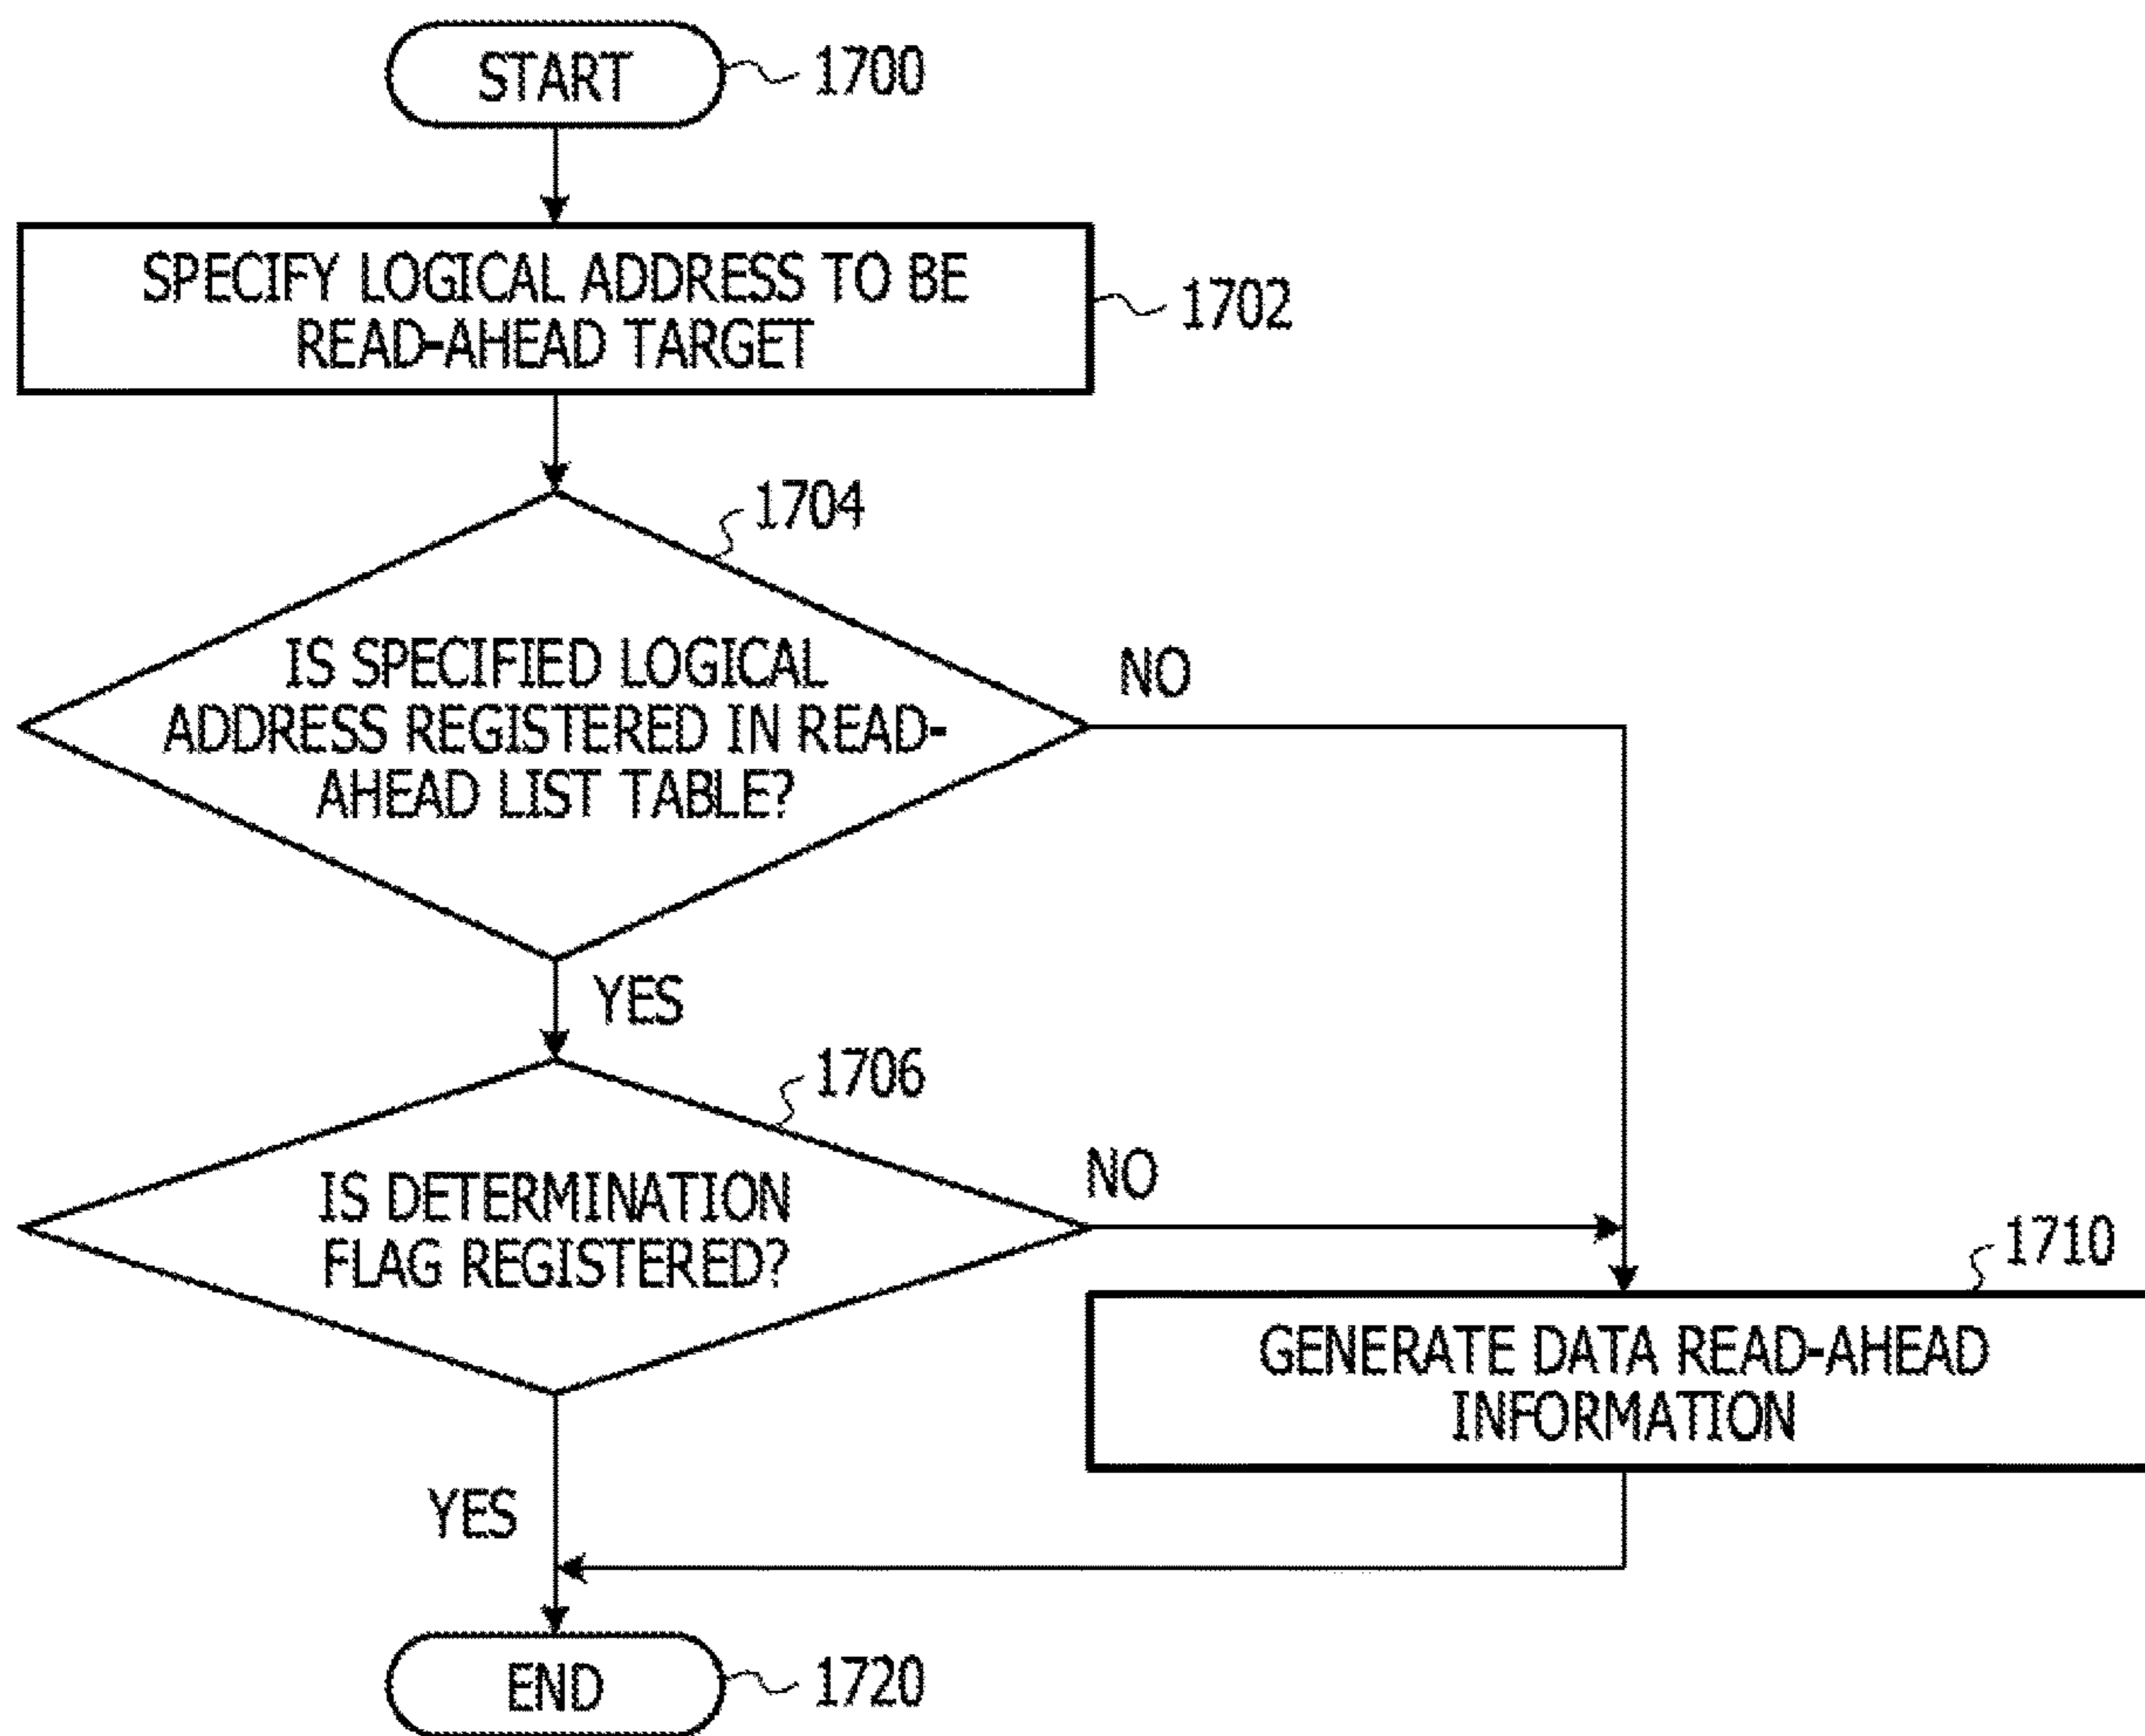 START
1700
SPECIFY LOGICAL ADDRESS TO BE
READ-AHEAD TARGET
1702
1704
IS SPECIFIED LOGICAL
ADDRESS REGISTERED IN READ-
AHEAD LIST TABLE?
NO
YES
1706
IS DETERMINATION
FLAG REGISTERED?
NO
1710
GENERATE DATA READ-AHEAD
INFORMATION
YES
END
1720